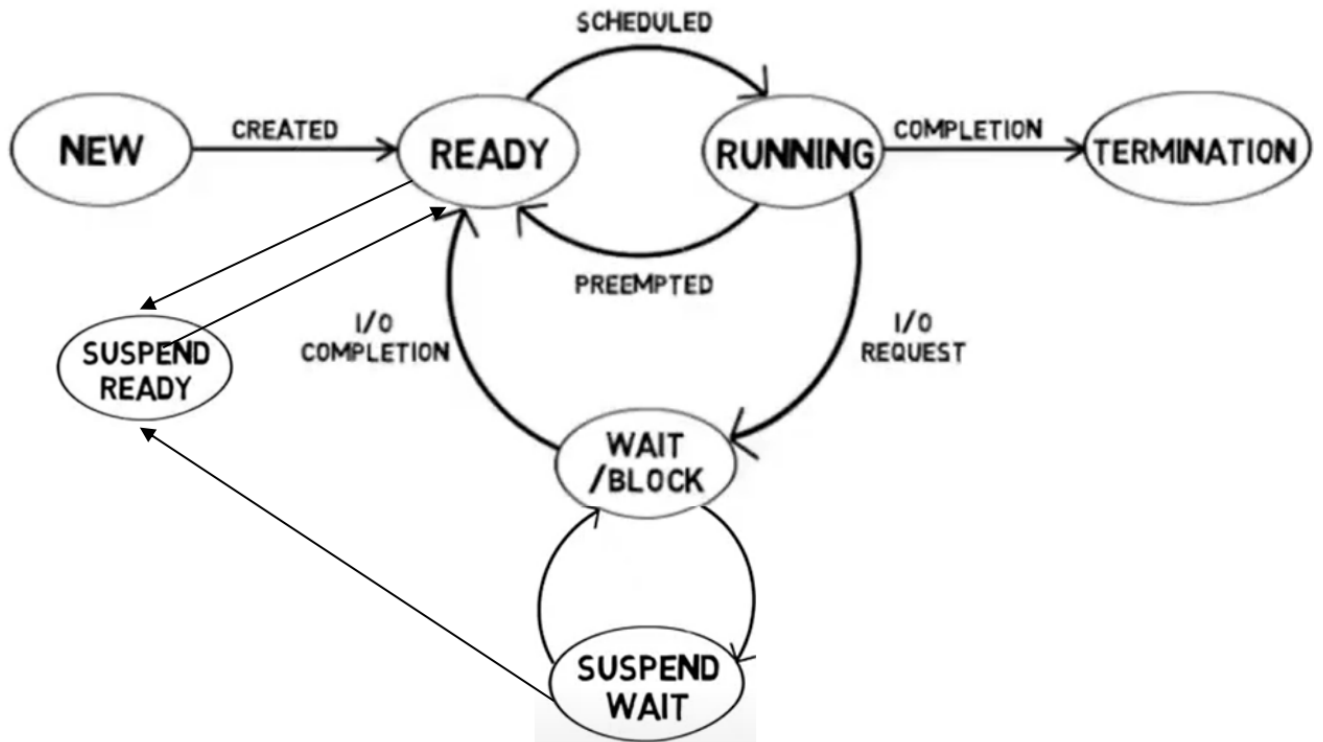 SCHEDULED
NEW
CREATED
READY
RUNNING
COMPLETION
TERMINATION
PREEMPTED
SUSPEND
READY
I/O
COMPLETION
I/O
REQUEST
WAIT
/BLOCK
SUSPEND
WAIT